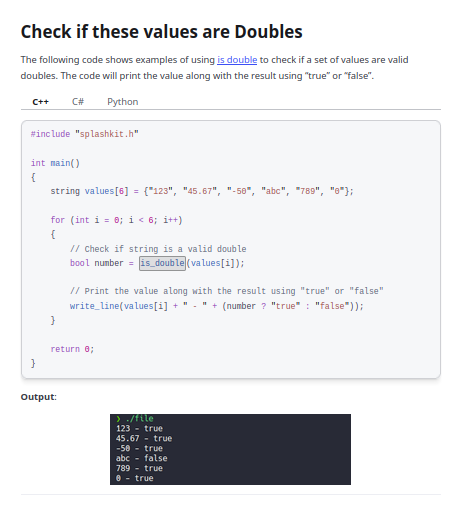 Check if these values are Doubles
The following code shows examples of using is double to check if a set of values are valid
doubles. The code will print the value along with the result using “true” or “false”.
C++ C# Python
#include "splashkit.h"
int main()
{
    string values[6] = {"123", "45.67", "-50", "abc", "789", "0"};
    for (int i = 0; i < 6; i++)
    {
        // Check if string is a valid double
        bool number = is_double(values[i]);
        // Print the value along with the result using "true" or "false"
        write_line(values[i] + " - " + (number ? "true" : "false"));
    }
    return 0;
}
Output:
❯ ./file
123 - true
45.67 - true
-50 - true
abc - false
789 - true
0 - true